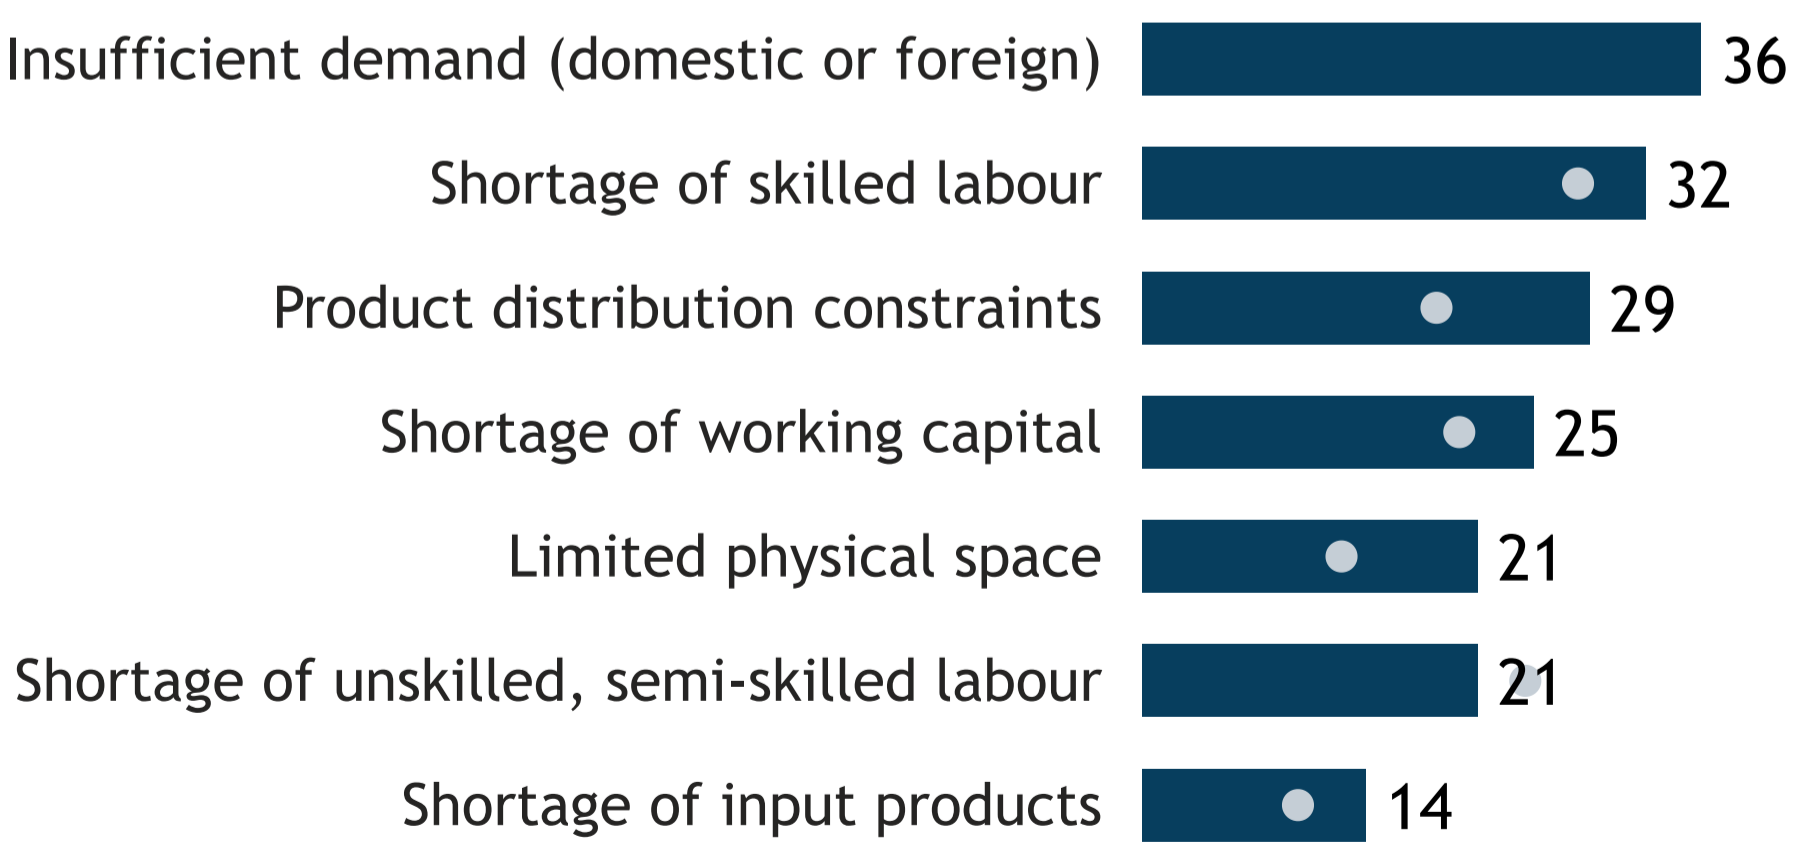 Insufficient demand (domestic or foreign) 36
Shortage of skilled labour 32
Product distribution constraints 29
Shortage of working capital 25
Limited physical space 21
Shortage of unskilled, semi-skilled labour 21
Shortage of input products 14